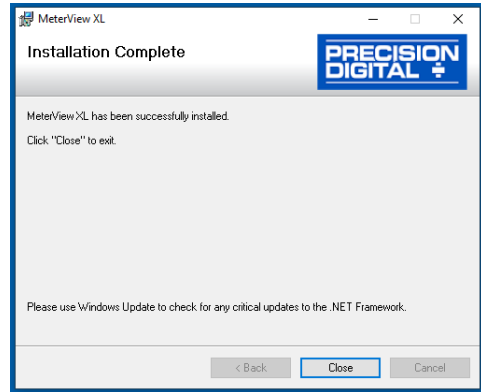 MeterView XL
Installation Complete
PRECISION
DIGITAL
MeterView XL has been successfully installed.
Click "Close" to exit.
Please use Windows Update to check for any critical updates to the .NET Framework.
< Back Close Cancel